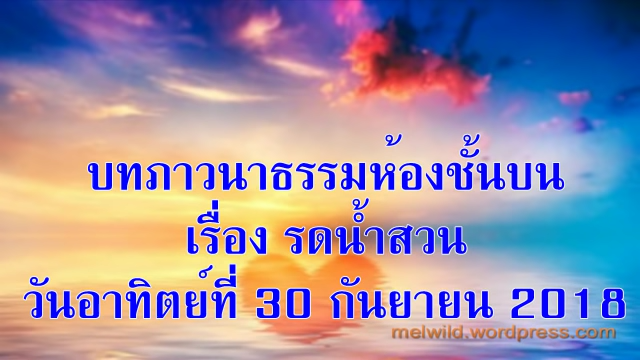 บทภาวนาธรรมห้องชั้นบน
เรื่อง รดน้ำสวน
วันอาทิตย์ที่ 30 กันยายน 2018
melwild.wordpress.com